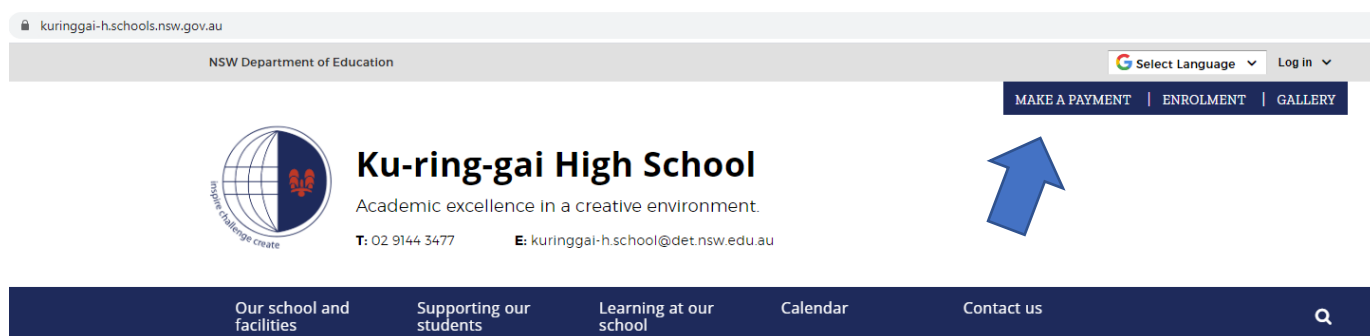 kuringgai-h.schools.nsw.gov.au
NSW Department of Education
Select Language
Log in
MAKE A PAYMENT | ENROLMENT | GALLERY
Ku-ring-gai High School
Academic excellence in a creative environment.
T: 02 9144 3477 E: kuringgai-h.school@det.nsw.edu.au
inspire challenge create
Our school and facilities
Supporting our students
Learning at our school
Calendar
Contact us